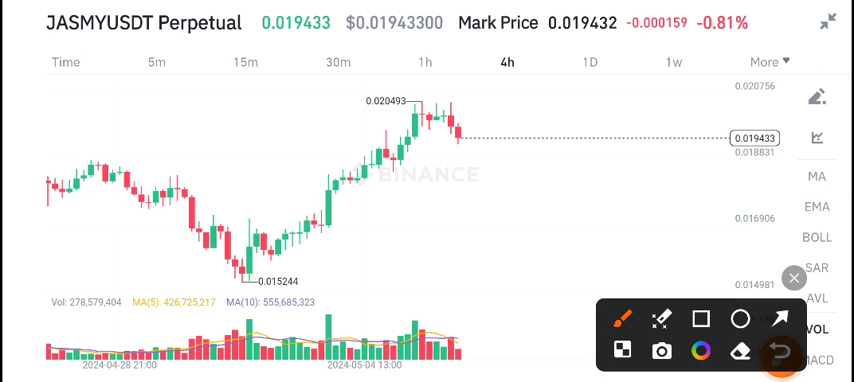 JASMYUSDT Perpetual 0.019433 $0.01943300 Mark Price 0.019432 -0.000159 -0.81%
Time 5m 15m 30m 1h 4h 1D 1w More
0.020756
0.020493
0.019433
0.018831
BINANCE
MA
EMA
0.016906
BOLL
SAR
0.015244
0.014981
AVL
Vol: 278,579,404 MA(5): 426,725,217 MA(10): 555,685,323
VOL
MACD
2024-04-28 21:00 2024-05-04 13:00